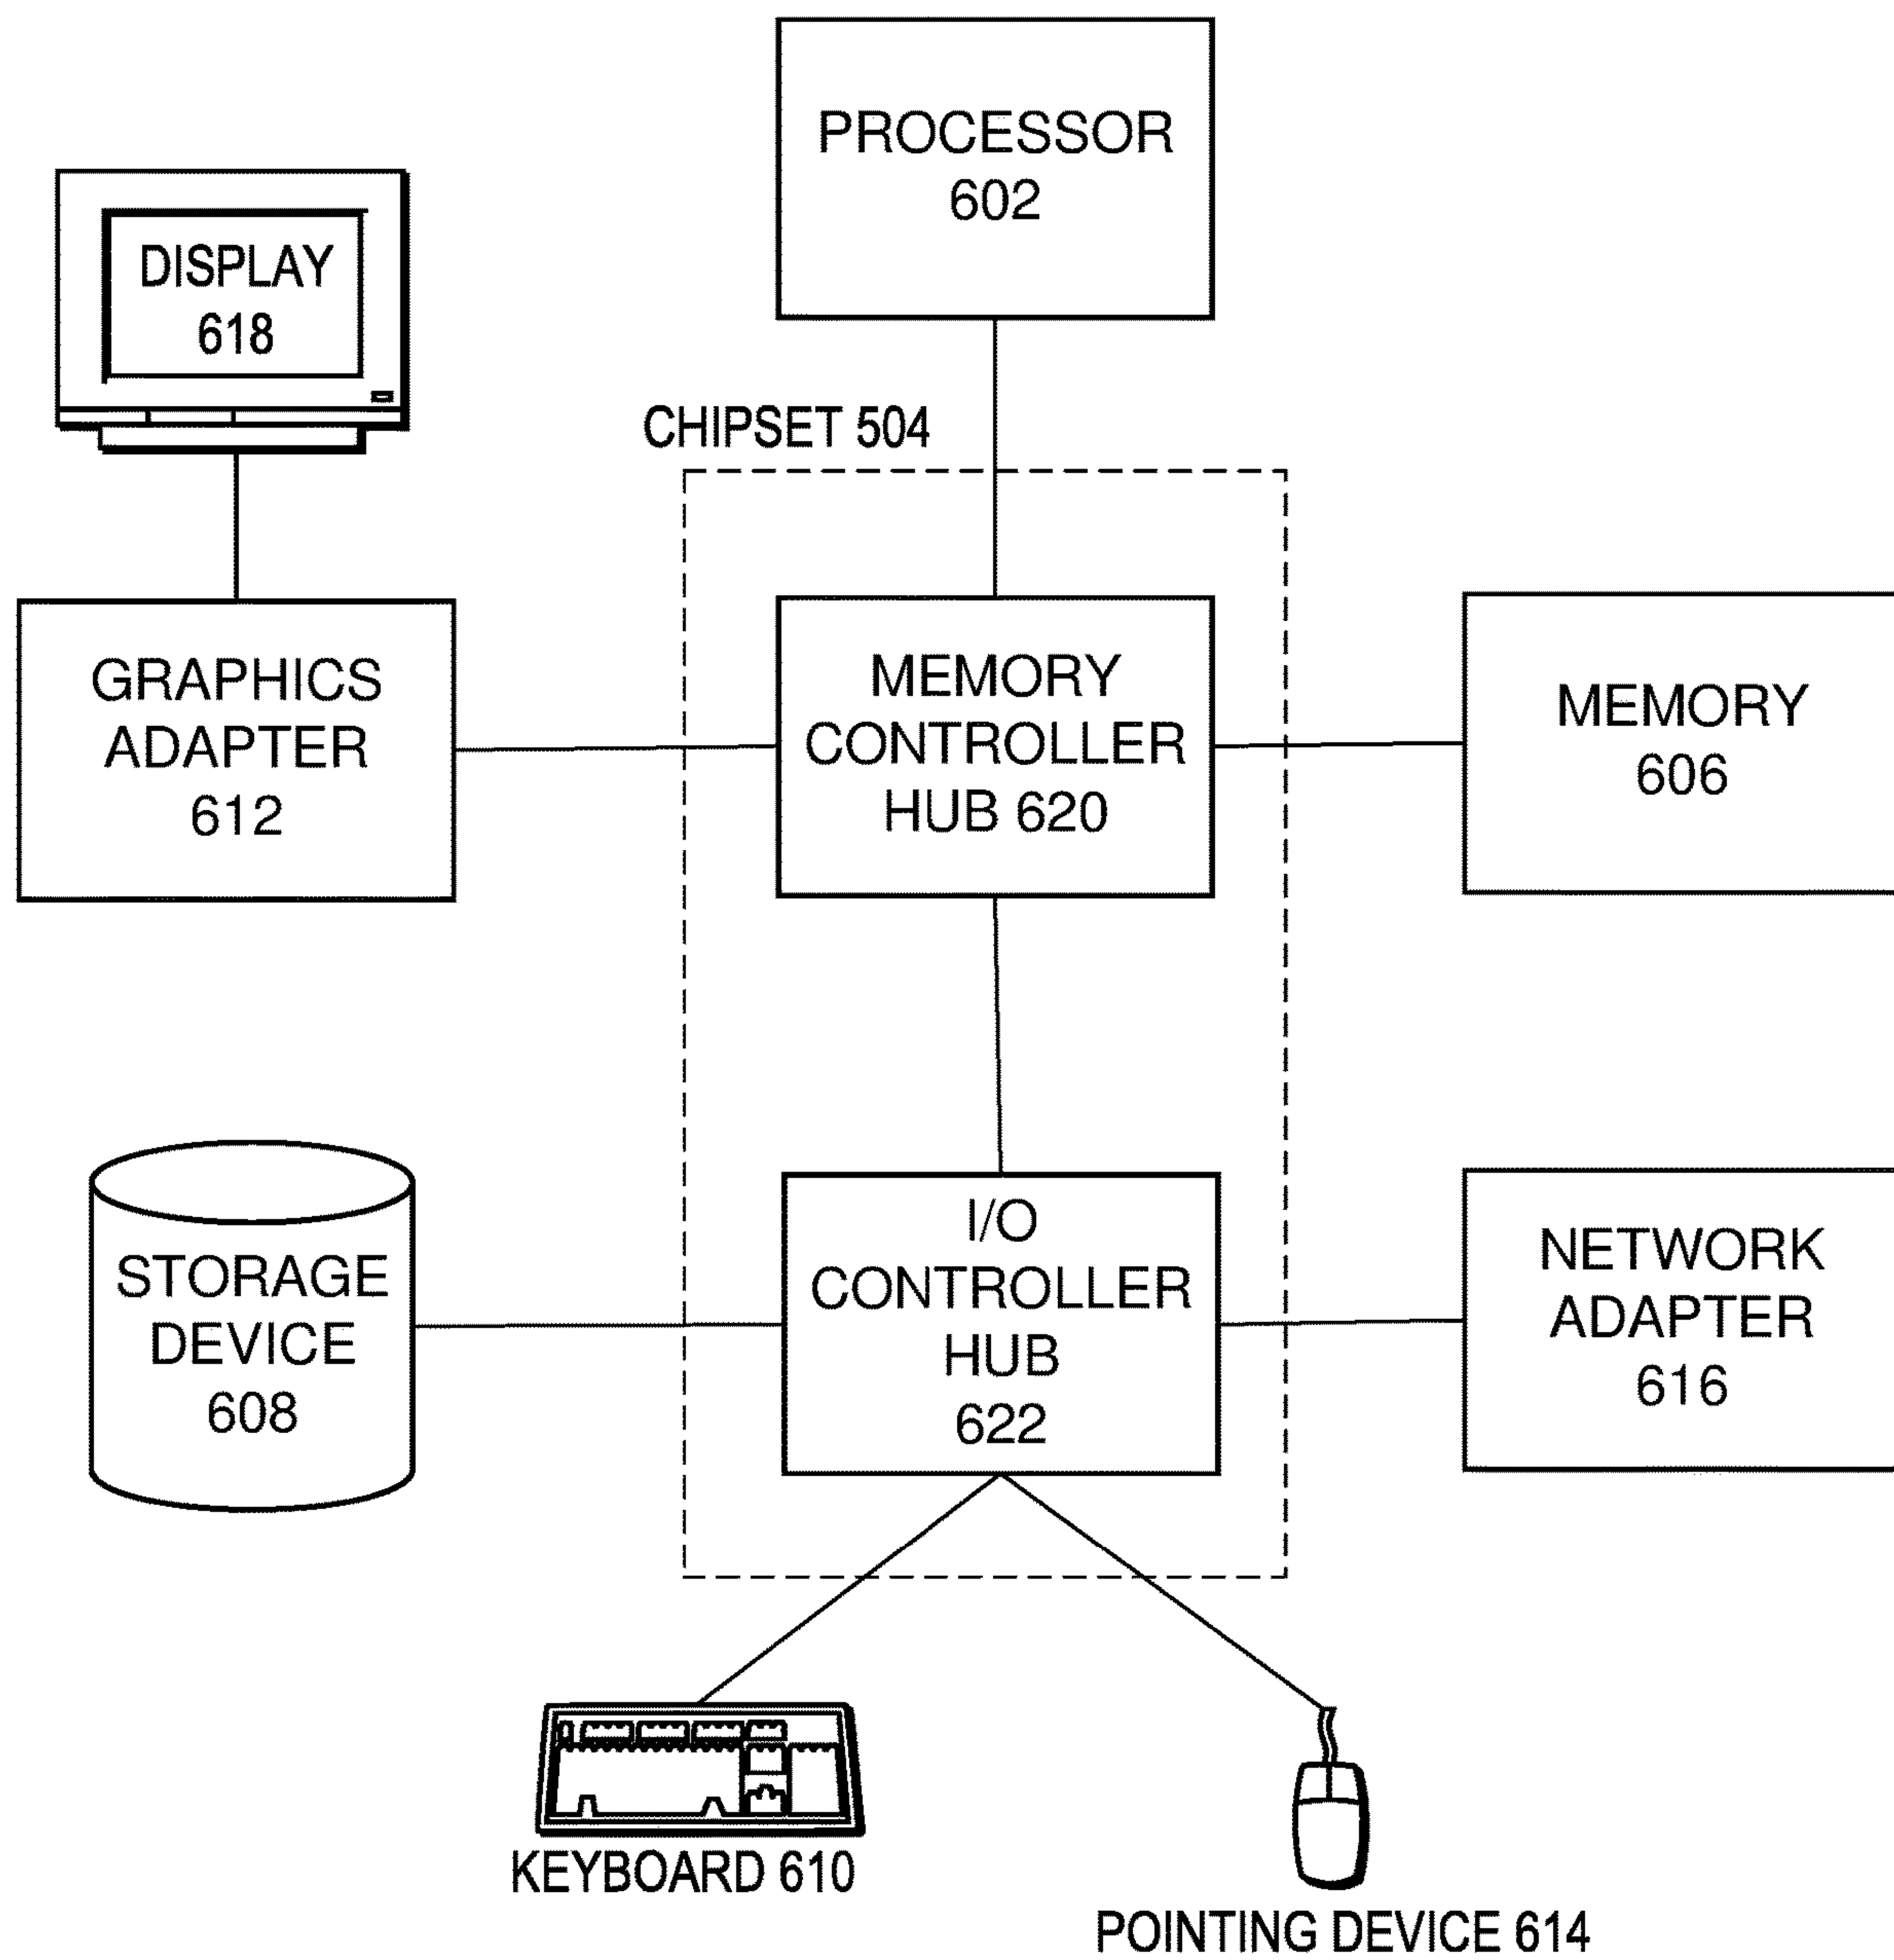 PROCESSOR
602
DISPLAY
618
CHIPSET 504
GRAPHICS
ADAPTER
612
MEMORY
CONTROLLER
HUB 620
MEMORY
606
STORAGE
DEVICE
608
I/O
CONTROLLER
HUB
622
NETWORK
ADAPTER
616
KEYBOARD 610
POINTING DEVICE 614